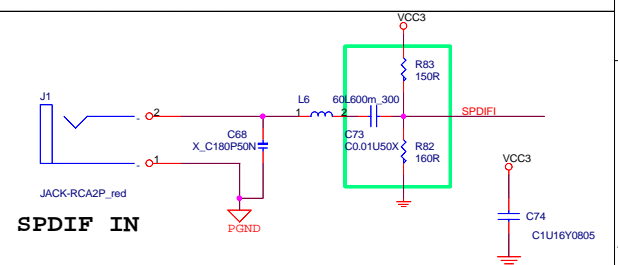 VCC3
R83
150R
J1
L6
60L600m_300
2
1
2
SPDIFI
C68
X_C180P50N
C73
C0.01U50X
R82
160R
1
VCC3
JACK-RCA2P_red
SPDIF IN
PGND
C74
C1U16Y0805